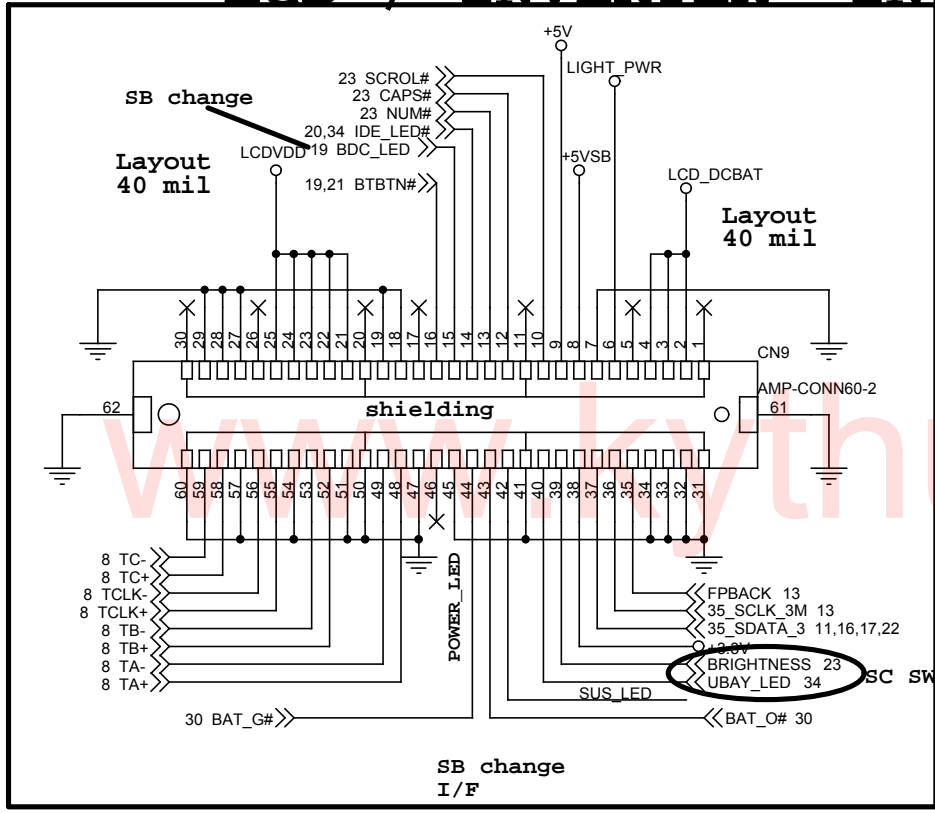 +5V
LIGHT_PWR
23 SCROL#
23 CAPS#
23 NUM#
20,34 IDE_LED#
19 BDC_LED
SB change
LCDVDD
+5VSB
Layout
40 mil
19,21 BTBTN#
LCD_DCBAT
Layout
40 mil
30 29 28 27 26 25 24 23 22 21 20 19 18 17 16 15 14 13 12 11 10 9 8 7 6 5 4 3 2 1
CN9
AMP-CONN60-2
62
shielding
61
www.kythu
60 59 58 57 56 55 54 53 52 51 50 49 48 47 46 45 44 43 42 41 40 39 38 37 36 35 34 33 32 31
8 TC-
8 TC+
8 TCLK-
8 TCLK+
8 TB-
8 TB+
8 TA-
8 TA+
POWER_LED
FPBACK 13
35_SCLK_3M 13
35_SDATA_3 11,16,17,22
+3.3V
BRIGHTNESS 23
UBAY_LED 34
SC SW
SUS_LED
30 BAT_G#
BAT_O# 30
SB change
I/F